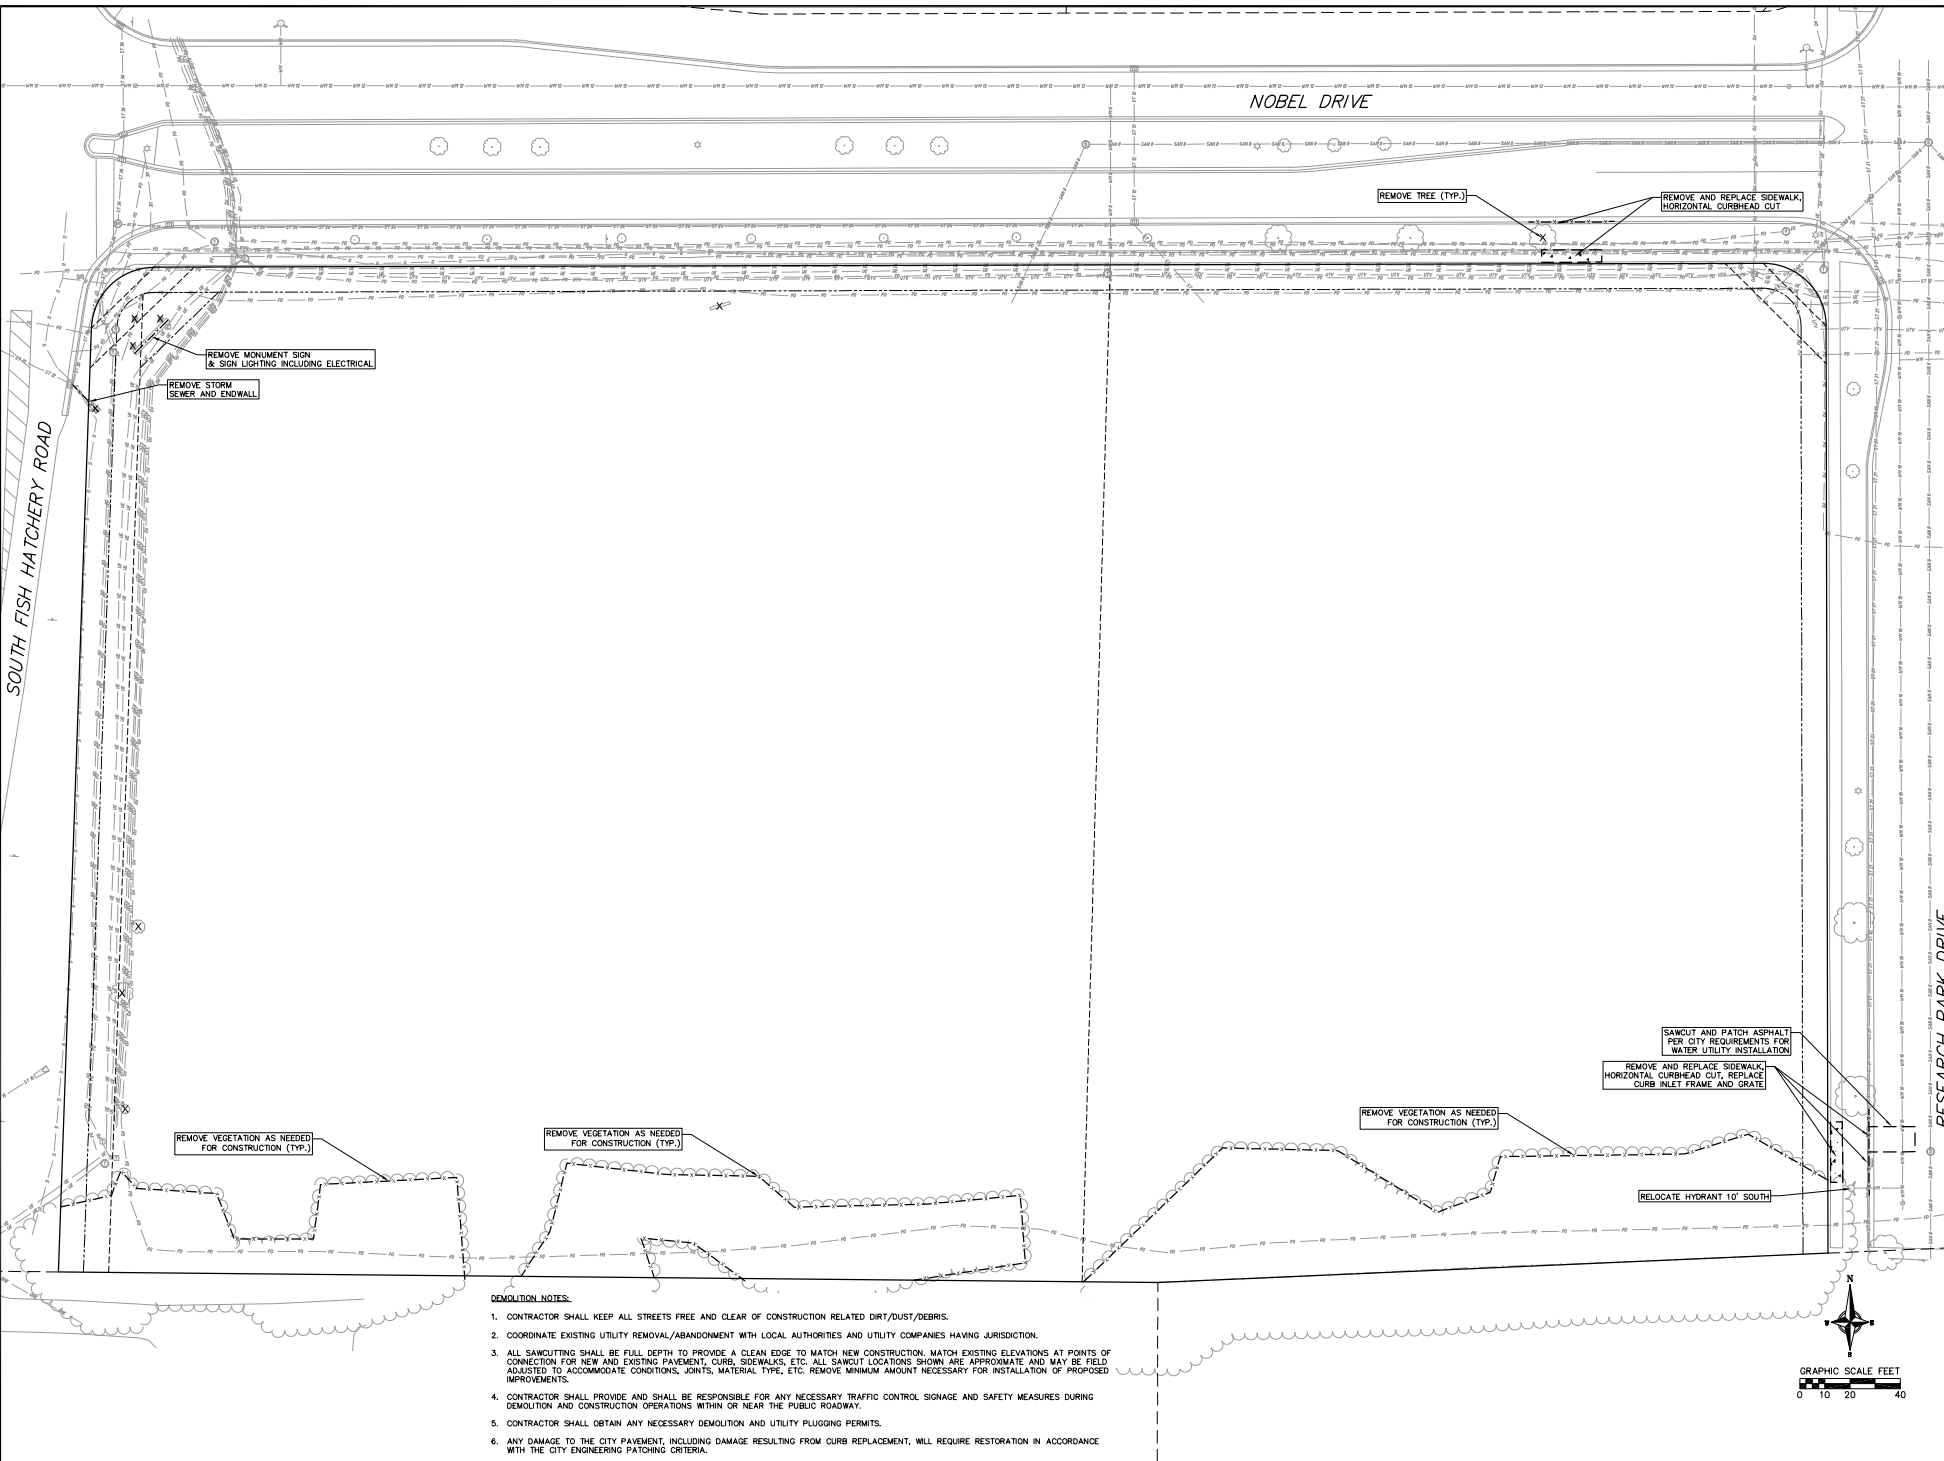 NOBEL DRIVE
REMOVE TREE (TYP.)
REMOVE AND REPLACE SIDEWALK,
HORIZONTAL CURBHEAD CUT
REMOVE MONUMENT SIGN
& SIGN LIGHTING INCLUDING ELECTRICAL
REMOVE STORM
SEWER AND ENDWALL
SOUTH FISH HATCHERY ROAD
RESEARCH PARK DRIVE
SAWCUT AND PATCH ASPHALT
PER CITY REQUIREMENTS FOR
WATER UTILITY INSTALLATION
REMOVE AND REPLACE SIDEWALK,
HORIZONTAL CURBHEAD CUT, REPLACE
CURB INLET FRAME AND GRATE
REMOVE VEGETATION AS NEEDED
FOR CONSTRUCTION (TYP.)
REMOVE VEGETATION AS NEEDED
FOR CONSTRUCTION (TYP.)
REMOVE VEGETATION AS NEEDED
FOR CONSTRUCTION (TYP.)
RELOCATE HYDRANT 10' SOUTH
DEMOLITION NOTES:
1. CONTRACTOR SHALL KEEP ALL STREETS FREE AND CLEAR OF CONSTRUCTION RELATED DIRT/DUST/DEBRIS.
2. COORDINATE EXISTING UTILITY REMOVAL/ABANDONMENT WITH LOCAL AUTHORITIES AND UTILITY COMPANIES HAVING JURISDICTION.
3. ALL SAWCUTTING SHALL BE FULL DEPTH TO PROVIDE A CLEAN EDGE TO MATCH NEW CONSTRUCTION. MATCH EXISTING ELEVATIONS AT POINTS OF
CONNECTION FOR NEW AND EXISTING PAVEMENT, CURB, SIDEWALKS, ETC. ALL SAWCUT LOCATIONS SHOWN ARE APPROXIMATE AND MAY BE FIELD
ADJUSTED TO ACCOMMODATE CONDITIONS, JOINTS, MATERIAL TYPE, ETC. REMOVE MINIMUM AMOUNT NECESSARY FOR INSTALLATION OF PROPOSED
IMPROVEMENTS.
4. CONTRACTOR SHALL PROVIDE AND SHALL BE RESPONSIBLE FOR ANY NECESSARY TRAFFIC CONTROL SIGNAGE AND SAFETY MEASURES DURING
DEMOLITION AND CONSTRUCTION OPERATIONS WITHIN OR NEAR THE PUBLIC ROADWAY.
5. CONTRACTOR SHALL OBTAIN ANY NECESSARY DEMOLITION AND UTILITY PLUGGING PERMITS.
6. ANY DAMAGE TO THE CITY PAVEMENT, INCLUDING DAMAGE RESULTING FROM CURB REPLACEMENT, WILL REQUIRE RESTORATION IN ACCORDANCE
WITH THE CITY ENGINEERING PATCHING CRITERIA.
N
GRAPHIC SCALE FEET
0 10 20 40